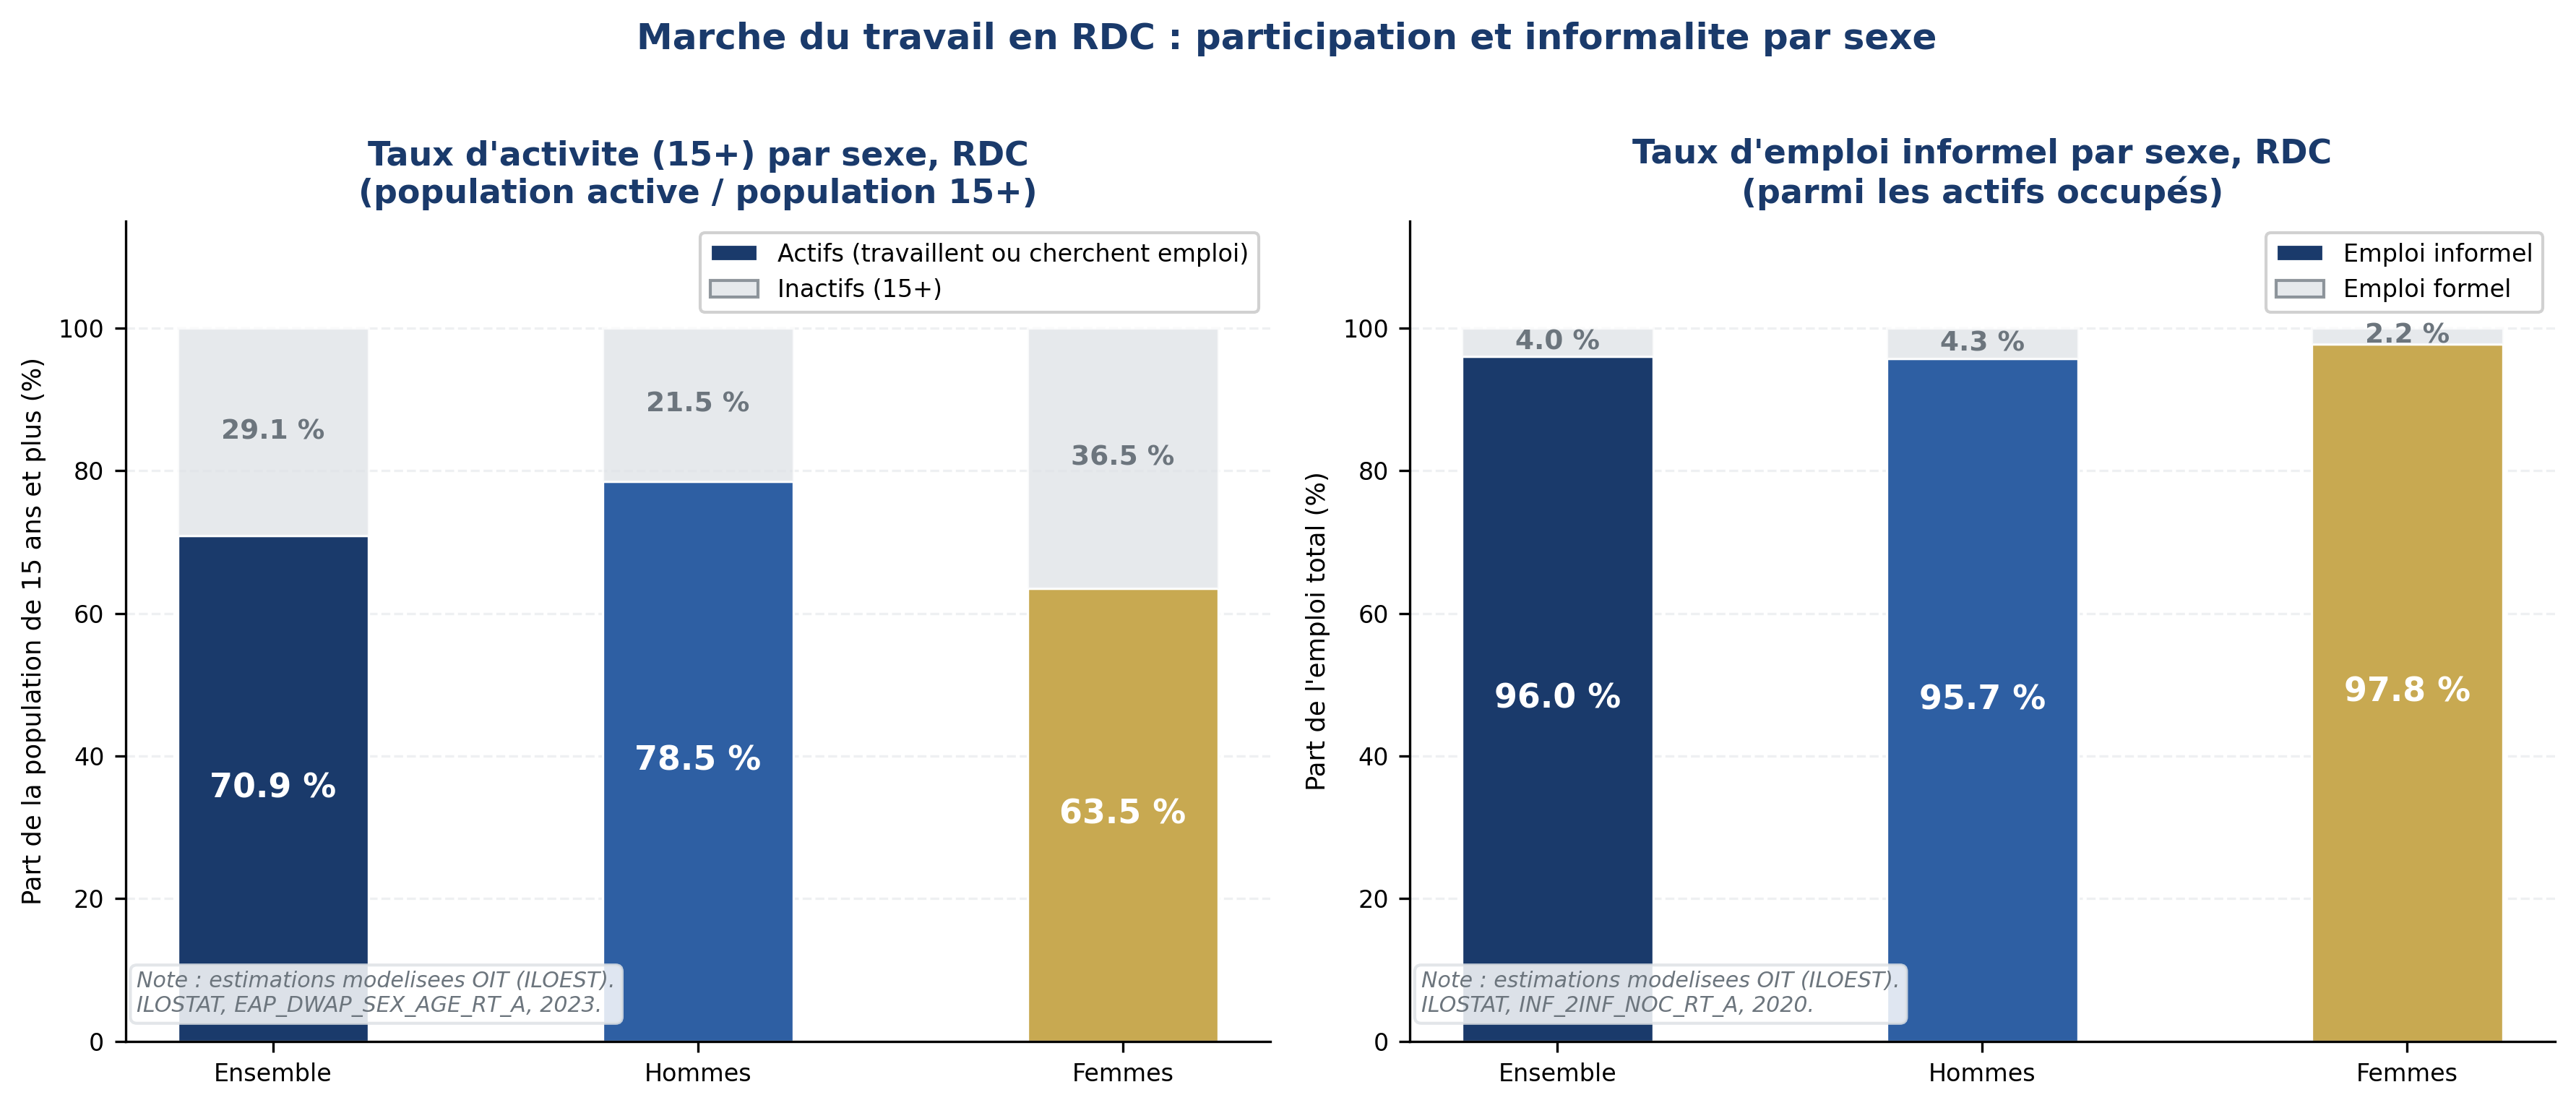 Marche du travail en RDC : participation et informalite par sexe
Taux d'activite (15+) par sexe, RDC
(population active / population 15+)
Actifs (travaillent ou cherchent emploi)
Inactifs (15+)
Part de la population de 15 ans et plus (%)
100
80
60
40
20
0
29.1 %
21.5 %
36.5 %
70.9 %
78.5 %
63.5 %
Note : estimations modelisees OIT (ILOEST).
ILOSTAT, EAP_DWAP_SEX_AGE_RT_A, 2023.
Ensemble
Hommes
Femmes
Taux d'emploi informel par sexe, RDC
(parmi les actifs occupés)
Emploi informel
Emploi formel
Part de l'emploi total (%)
100
80
60
40
20
0
4.0 %
4.3 %
2.2 %
96.0 %
95.7 %
97.8 %
Note : estimations modelisees OIT (ILOEST).
ILOSTAT, INF_2INF_NOC_RT_A, 2020.
Ensemble
Hommes
Femmes